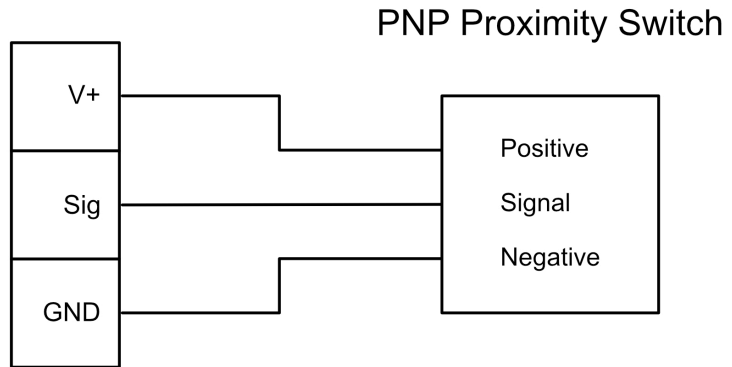 PNP Proximity Switch
V+
Positive
Sig
Signal
Negative
GND